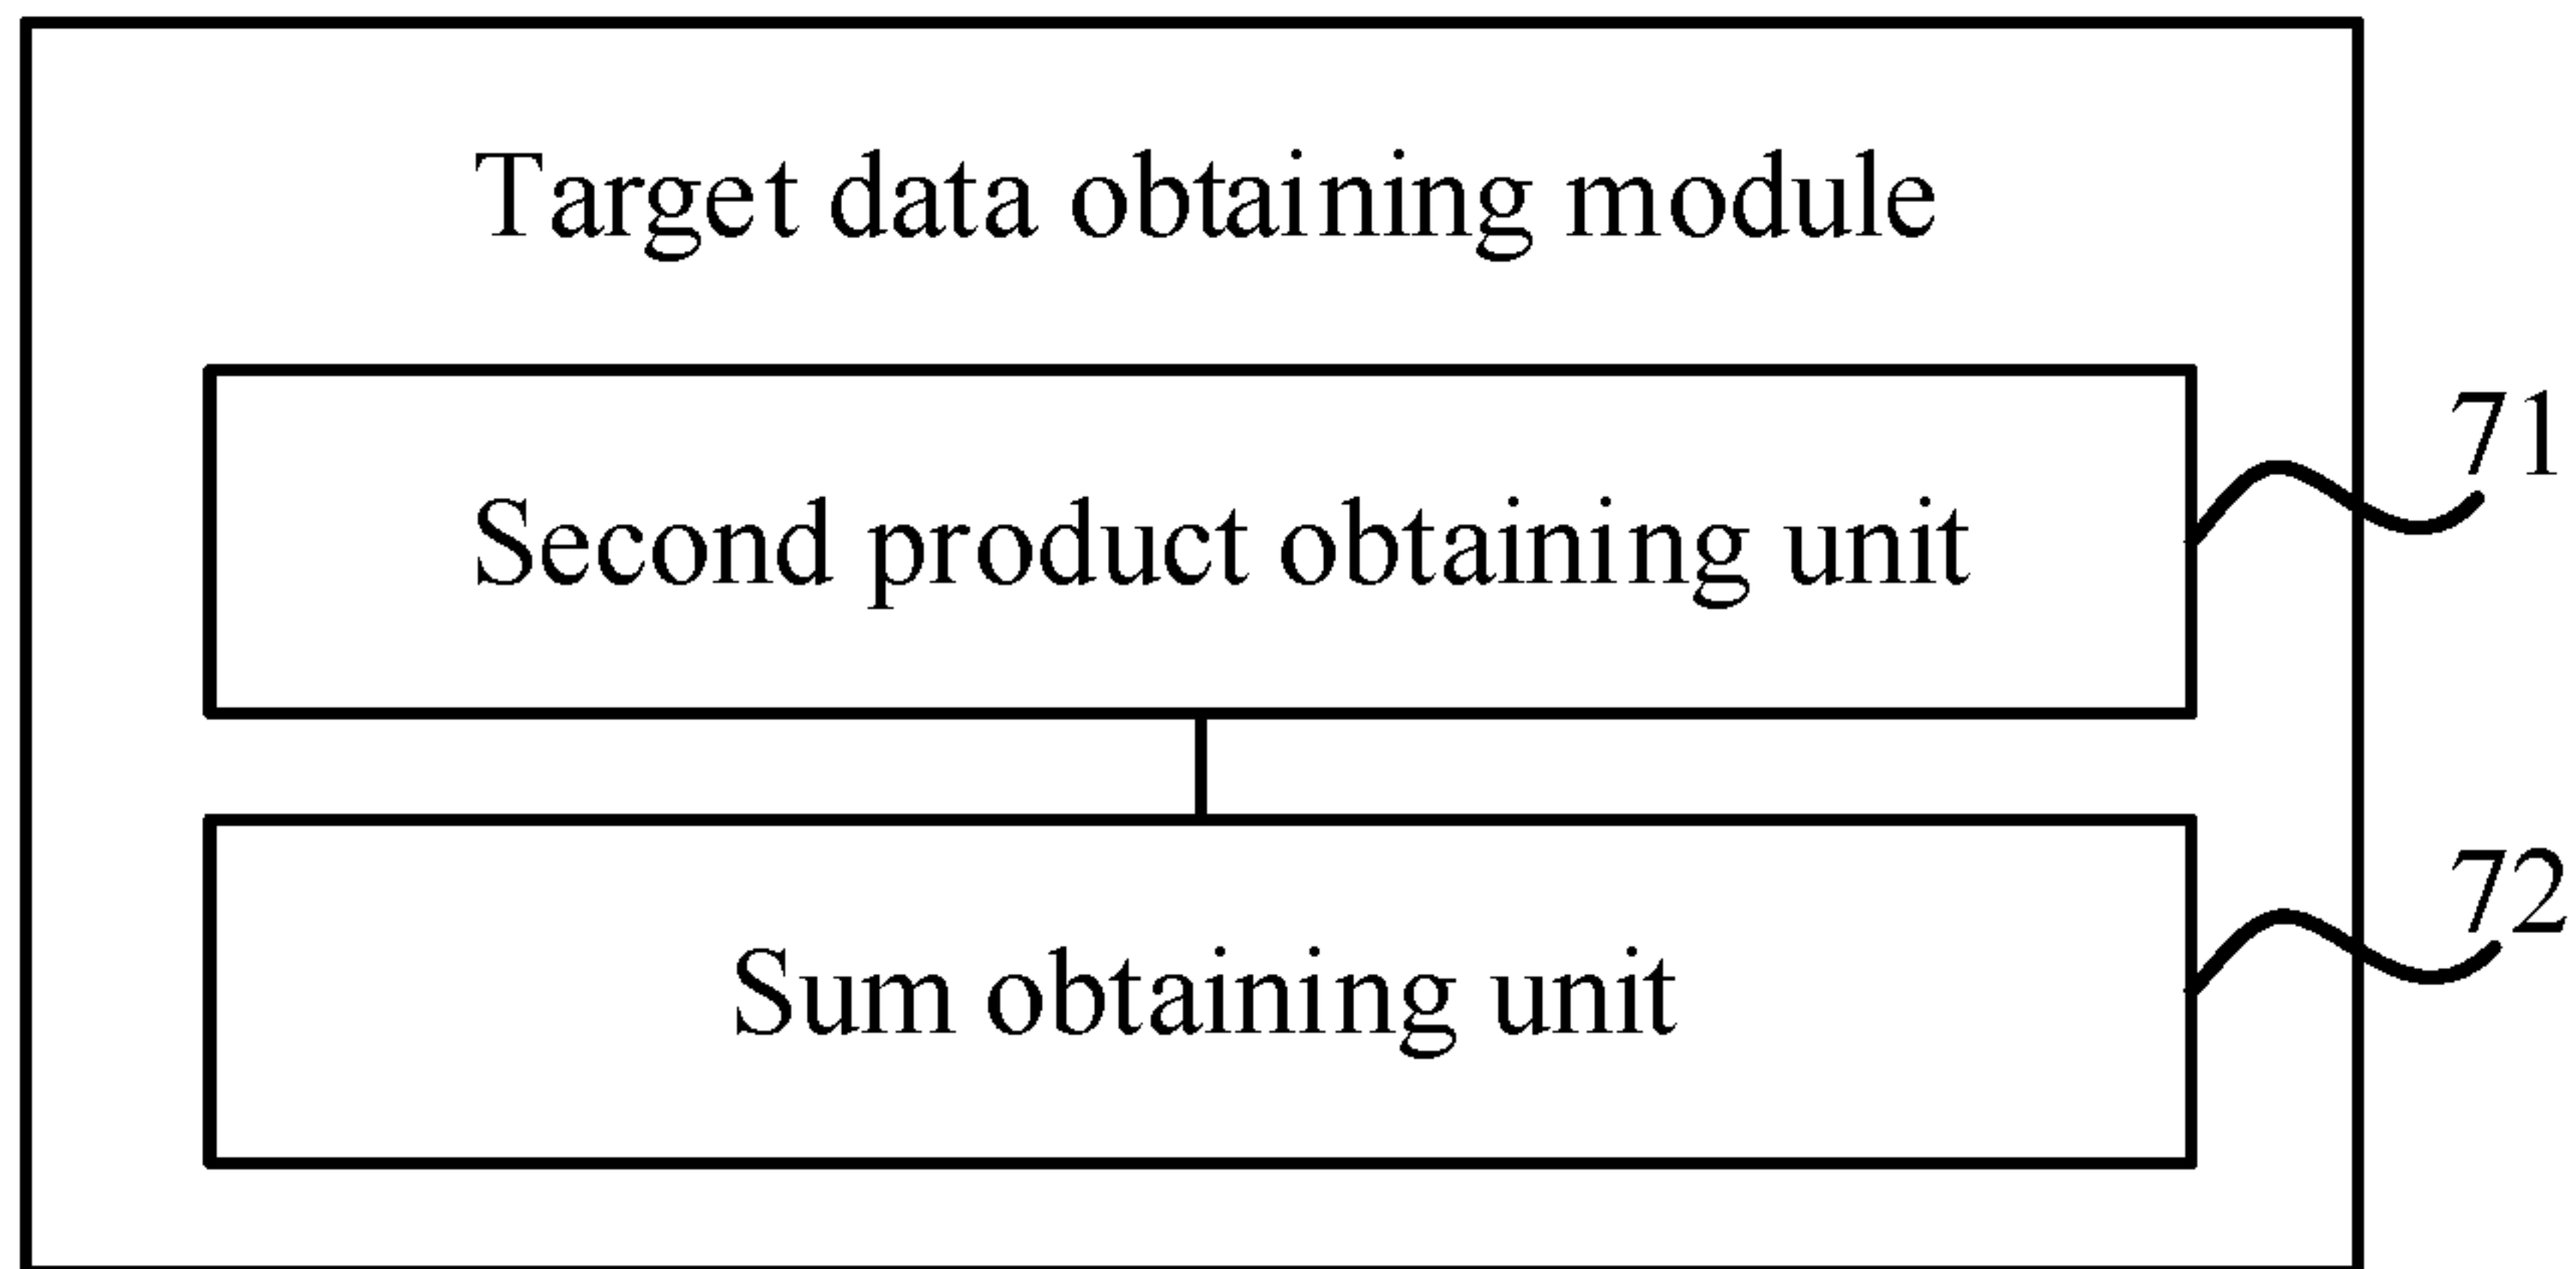 Target data obtaining module
Second product obtaining unit
71
Sum obtaining unit
72